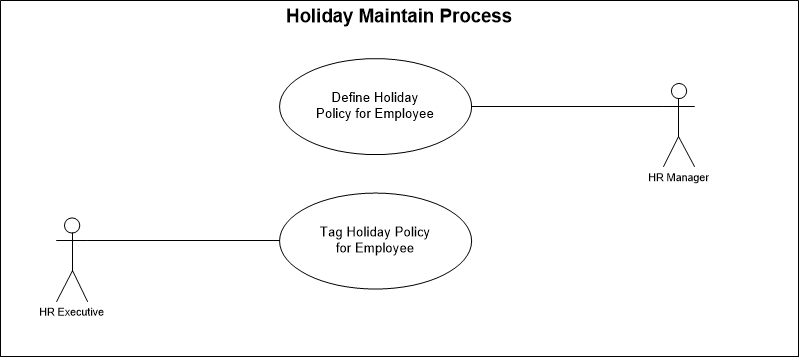 Holiday Maintain Process
Define Holiday
Policy for Employee
HR Manager
Tag Holiday Policy
for Employee
HR Executive